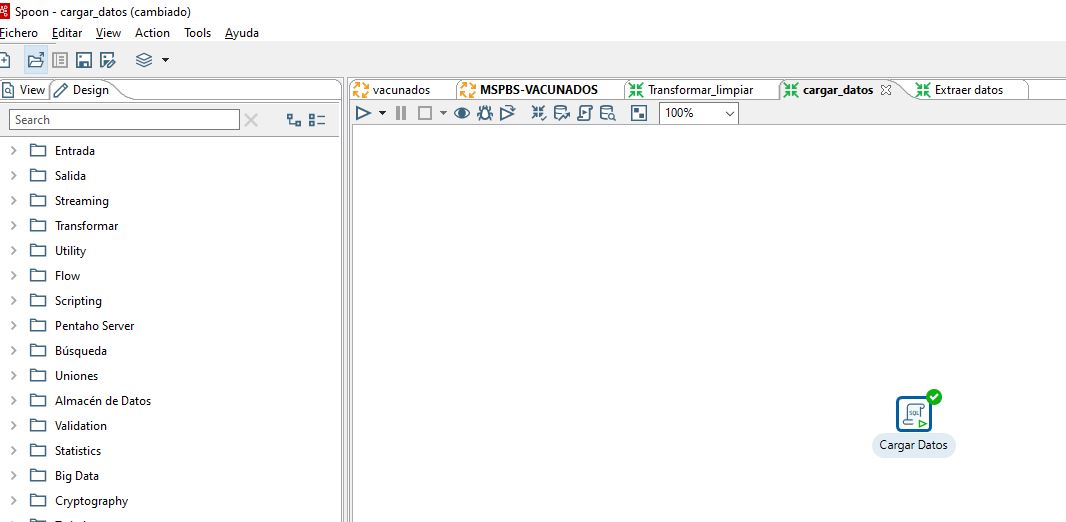 Spoon - cargar_datos (cambiado)
Fichero Editar View Action Tools Ayuda
View Design
vacunados MSPBS-VACUNADOS Transformar_limpiar cargar_datos Extraer datos
Search
100%
Entrada
Salida
Streaming
Transformar
Utility
Flow
Scripting
Pentaho Server
Búsqueda
Uniones
Almacén de Datos
Validation
Statistics
Big Data
Cryptography
SQL
Cargar Datos